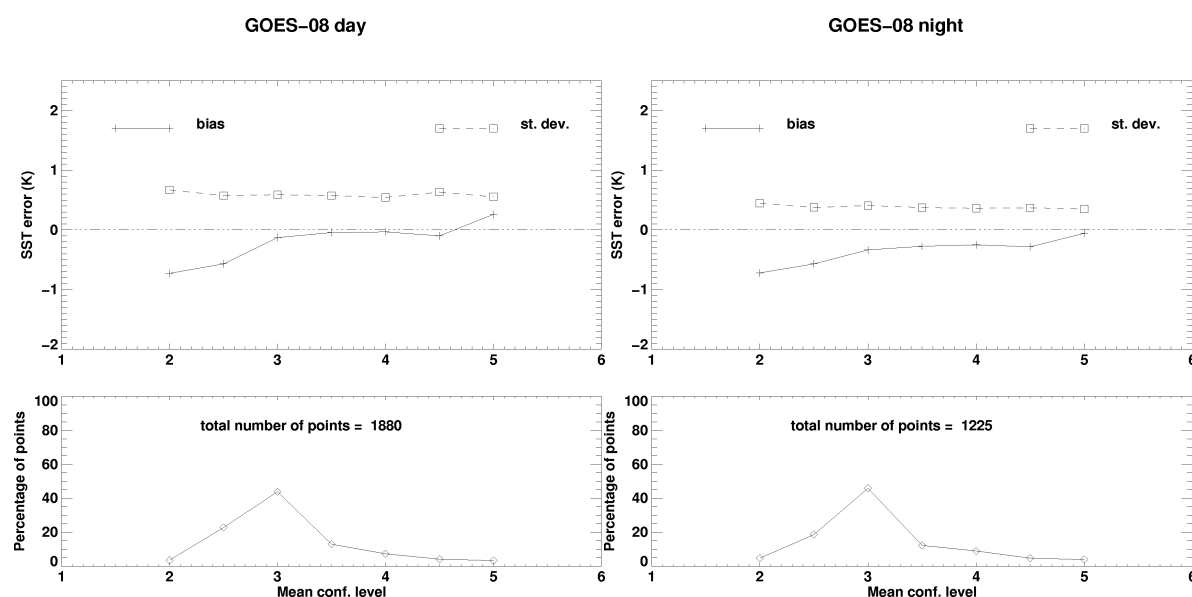 GOES−08 day
GOES−08 night
2
1
0
−1
−2
SST error (K)
bias
st. dev.
1 2 3 4 5 6
2
1
0
−1
−2
SST error (K)
bias
st. dev.
1 2 3 4 5 6
100
80
60
40
20
0
Percentage of points
total number of points = 1880
1 2 3 4 5 6
Mean conf. level
100
80
60
40
20
0
Percentage of points
total number of points = 1225
1 2 3 4 5 6
Mean conf. level